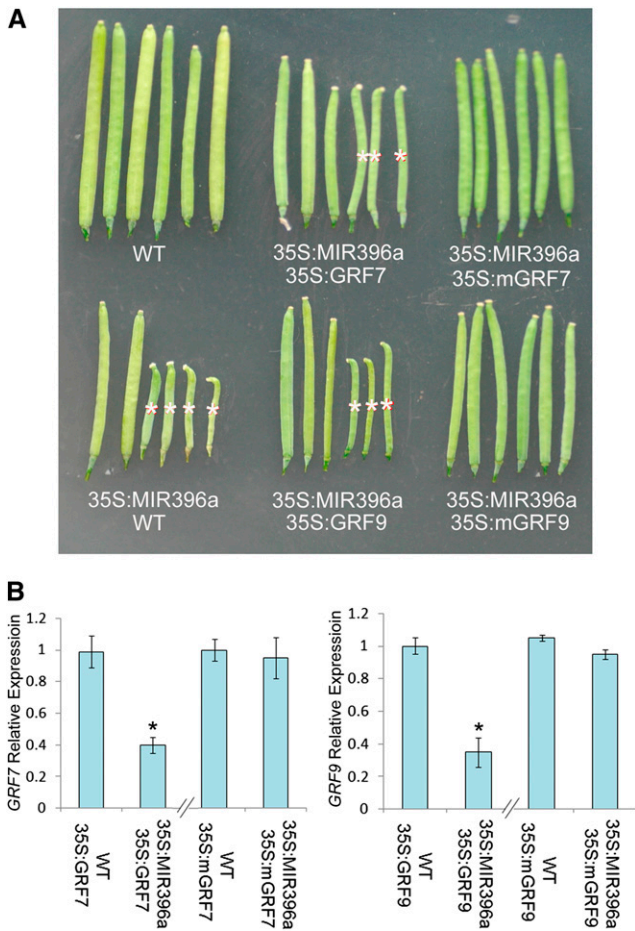 A
WT
35S:MIR396a
35S:GRF7
35S:MIR396a
35S:mGRF7
35S:MIR396a
WT
35S:MIR396a
35S:GRF9
35S:MIR396a
35S:mGRF9
B
GRF7 Relative Expressioin
1.2
1
0.8
0.6
0.4
0.2
0
*
WT
35S:GRF7
35S:MIR396a
35S:GRF7
WT
35S:mGRF7
35S:MIR396a
35S:mGRF7
GRF9 Relative Expressioin
1.2
1
0.8
0.6
0.4
0.2
0
*
WT
35S:GRF9
35S:MIR396a
35S:GRF9
WT
35S:mGRF9
35S:MIR396a
35S:mGRF9